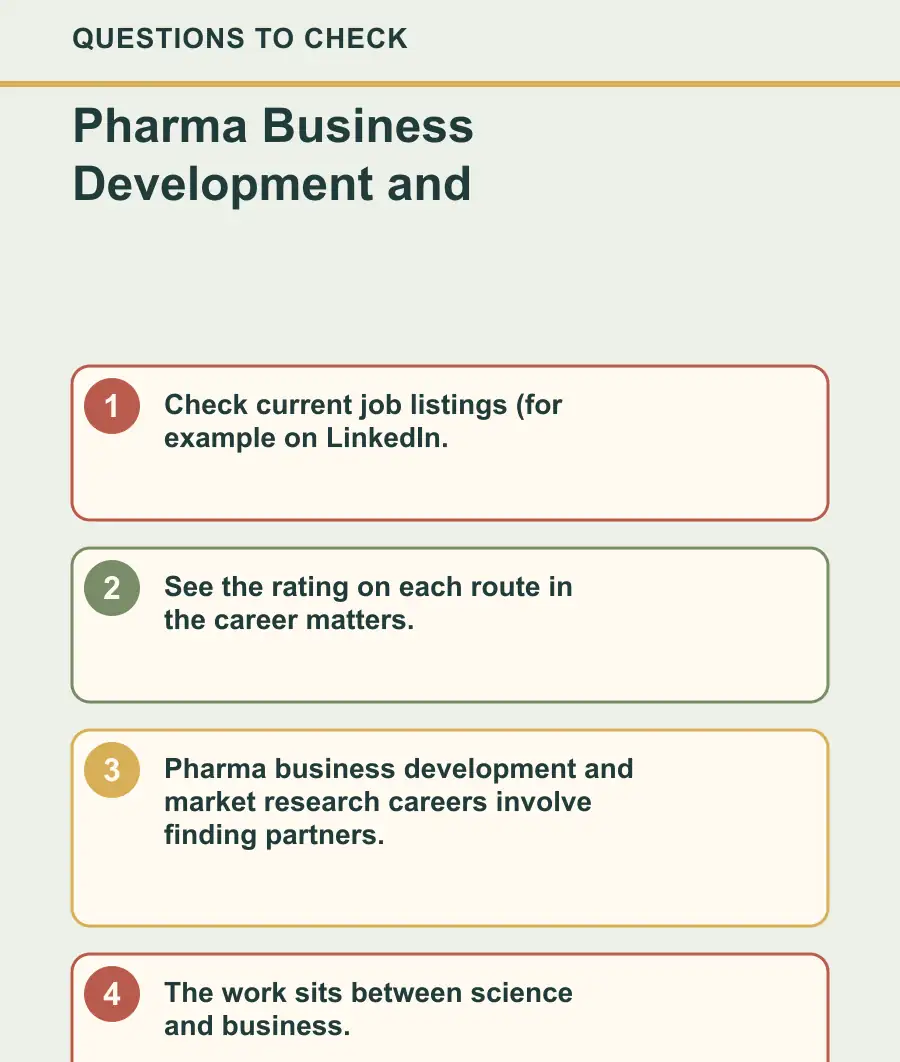 QUESTIONS TO CHECK
Pharma Business
Development and
1
Check current job listings (for
example on LinkedIn.
2
See the rating on each route in
the career matters.
3
Pharma business development and
market research careers involve
finding partners.
4
The work sits between science
and business.